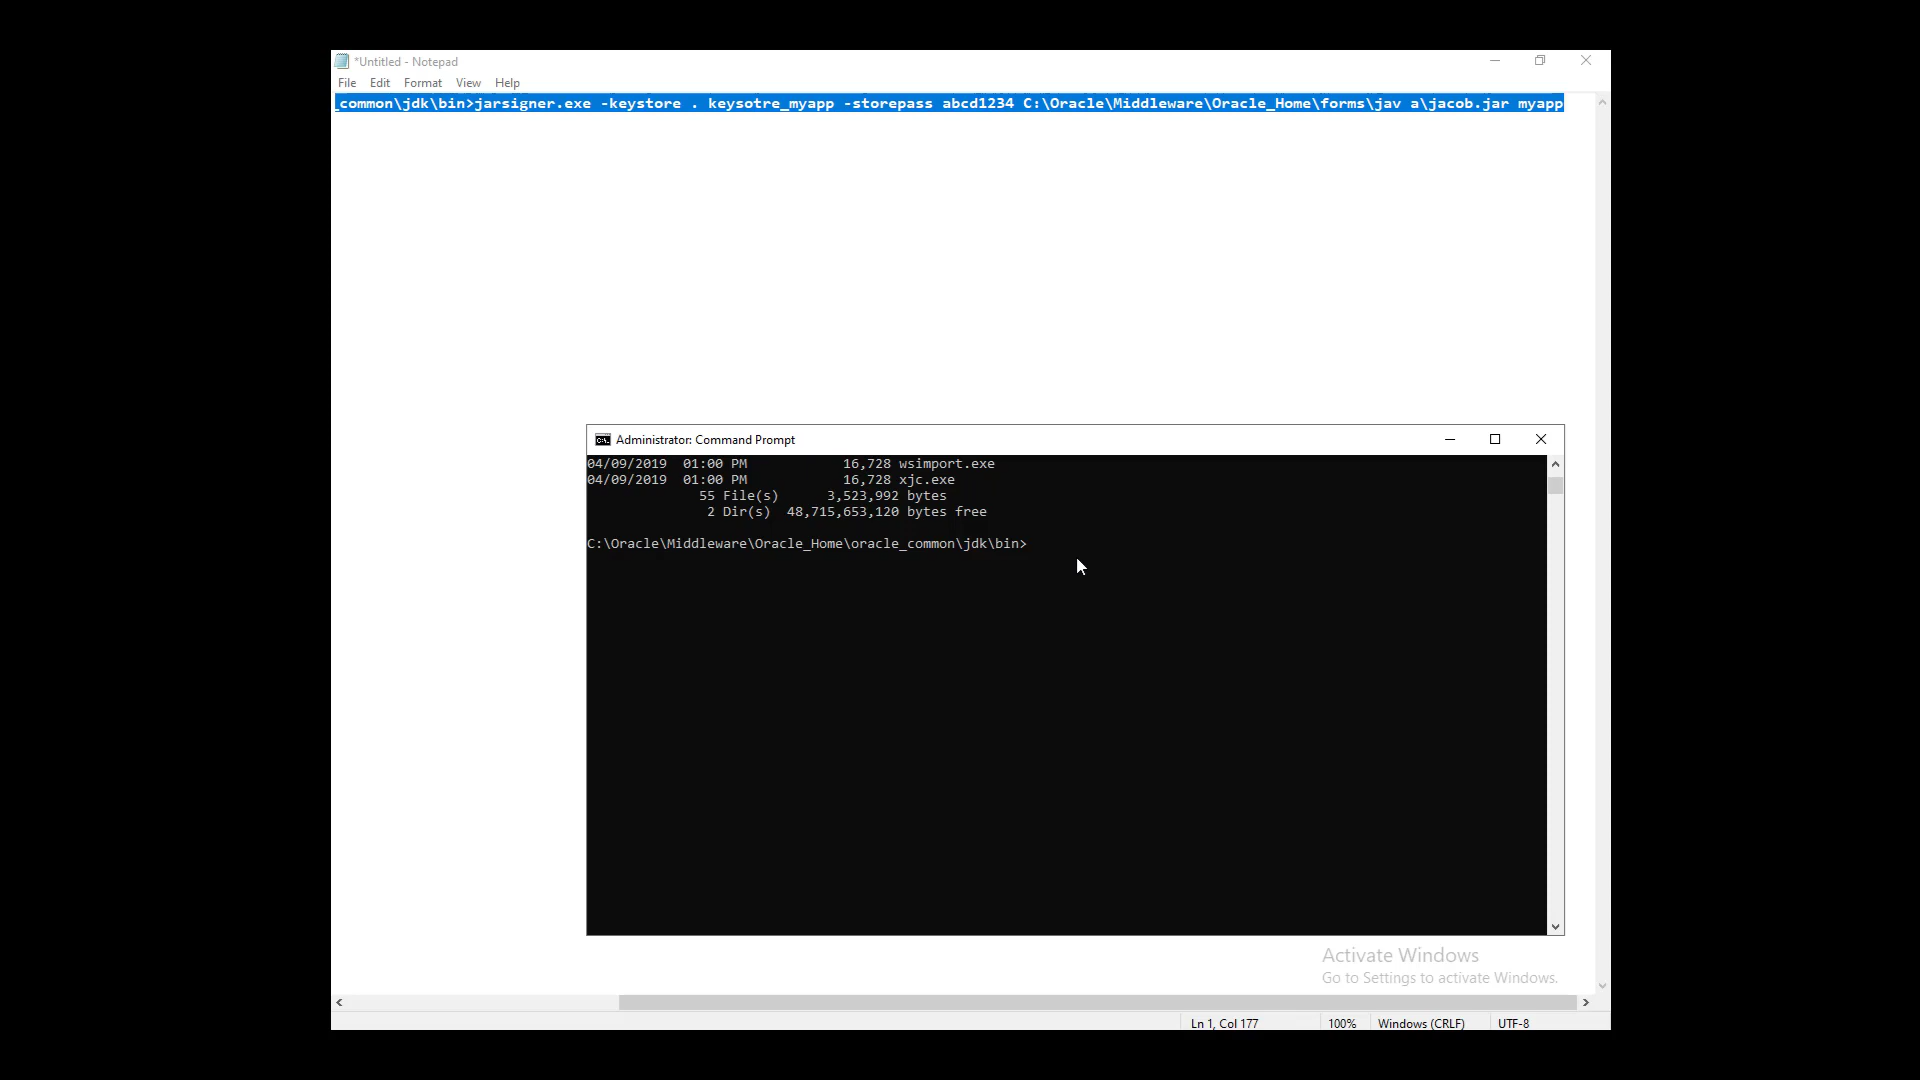 *Untitled - Notepad
File Edit Format View Help
_common\jdk\bin>jarsigner.exe -keystore . keysotre_myapp -storepass abcd1234 C:\Oracle\Middleware\Oracle_Home\forms\jav a\jacob.jar myapp
Administrator: Command Prompt
04/09/2019 01:00 PM 16,728 wsimport.exe
04/09/2019 01:00 PM 16,728 xjc.exe
55 File(s) 3,523,992 bytes
2 Dir(s) 48,715,653,120 bytes free
C:\Oracle\Middleware\Oracle_Home\oracle_common\jdk\bin>
Activate Windows
Go to Settings to activate Windows.
Ln 1, Col 177 100% Windows (CRLF) UTF-8